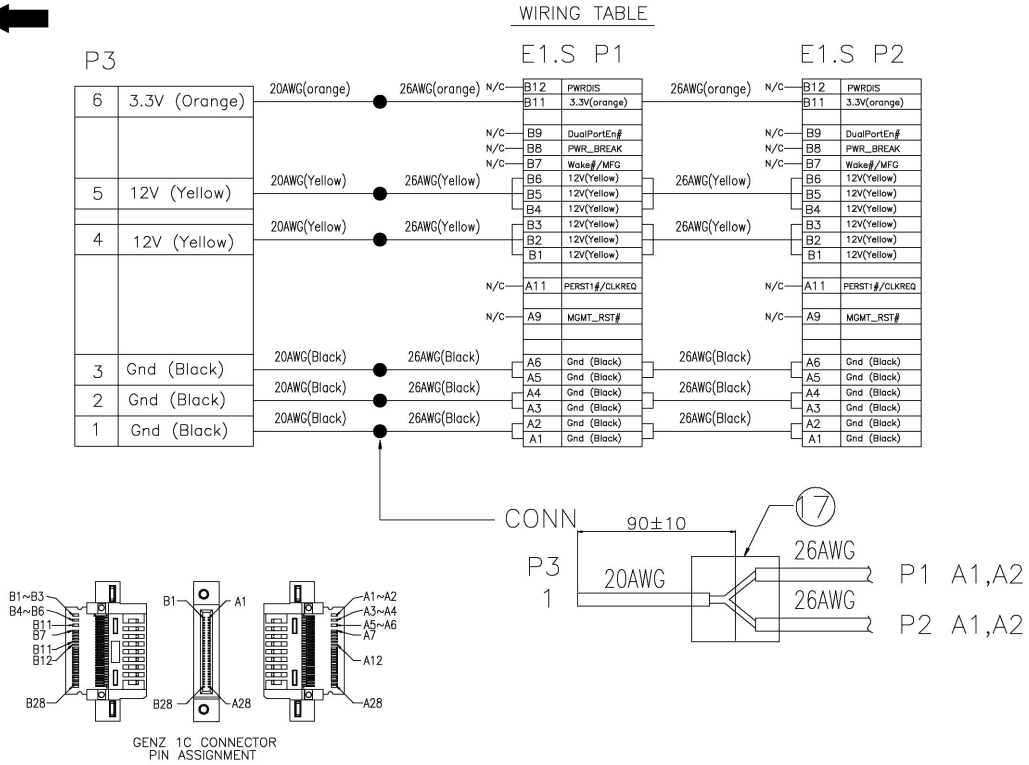 WIRING TABLE
P3
E1.S P1
E1.S P2
6 3.3V (Orange) 20AWG(orange) 26AWG(orange) N/C B12 PWRDIS 26AWG(orange) N/C B12 PWRDIS
B11 3.3V(orange) B11 3.3V(orange)
N/C B9 DualPortEn# N/C B9 DualPortEn#
N/C B8 PWR_BREAK N/C B8 PWR_BREAK
N/C B7 Wake#/MFG N/C B7 Wake#/MFG
5 12V (Yellow) 20AWG(Yellow) 26AWG(Yellow) B6 12V(Yellow) 26AWG(Yellow) B6 12V(Yellow)
B5 12V(Yellow) B5 12V(Yellow)
B4 12V(Yellow) B4 12V(Yellow)
4 12V (Yellow) 20AWG(Yellow) 26AWG(Yellow) B3 12V(Yellow) 26AWG(Yellow) B3 12V(Yellow)
B2 12V(Yellow) B2 12V(Yellow)
B1 12V(Yellow) B1 12V(Yellow)
N/C A11 PERST1#/CLKREQ N/C A11 PERST1#/CLKREQ
N/C A9 MGMT_RST# N/C A9 MGMT_RST#
3 Gnd (Black) 20AWG(Black) 26AWG(Black) A6 Gnd (Black) 26AWG(Black) A6 Gnd (Black)
A5 Gnd (Black) A5 Gnd (Black)
2 Gnd (Black) 20AWG(Black) 26AWG(Black) A4 Gnd (Black) 26AWG(Black) A4 Gnd (Black)
A3 Gnd (Black) A3 Gnd (Black)
1 Gnd (Black) 20AWG(Black) 26AWG(Black) A2 Gnd (Black) 26AWG(Black) A2 Gnd (Black)
A1 Gnd (Black) A1 Gnd (Black)
CONN
90±10
17
P3
1
20AWG
26AWG
P1 A1,A2
26AWG
P2 A1,A2
B1~B3
B4~B6
B11
B7
B11
B12
B28
B1
A1
B28
A28
A1~A2
A3~A4
A5~A6
A7
A12
A28
GENZ 1C CONNECTOR
PIN ASSIGNMENT